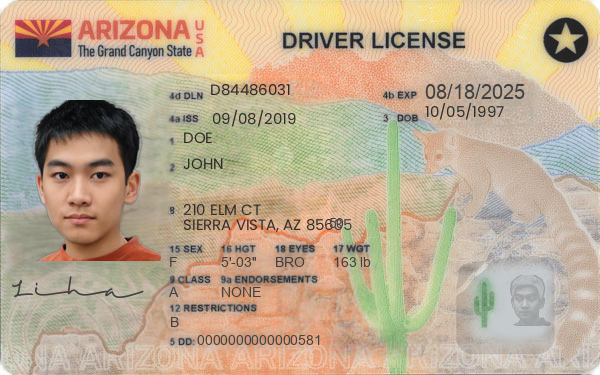 ARIZONA USA
The Grand Canyon State
DRIVER LICENSE
4d DLN D84486031
4b EXP 08/18/2025
4a ISS 09/08/2019
3 DOB 10/05/1997
1 DOE
2 JOHN
8 210 ELM CT
SIERRA VISTA, AZ
15 SEX 16 HGT 18 EYES 17 WGT
F 5'-03" BRO 163 lb
9 CLASS 9a ENDORSEMENTS
A NONE
12 RESTRICTIONS
B
5 DD: 0000000000000581
Liha
ARIZONA ARIZONA ARIZONA ARIZONA